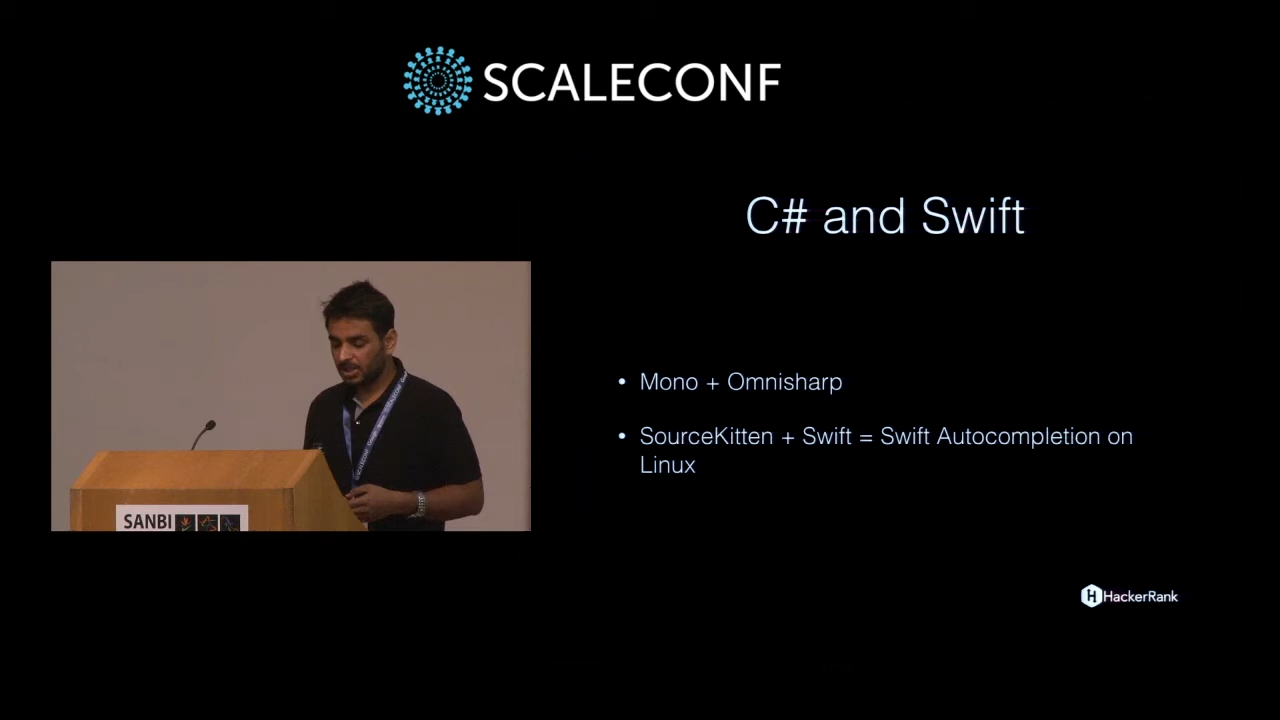 SCALECONF
C# and Swift
• Mono + Omnisharp
• SourceKitten + Swift = Swift Autocompletion on
Linux
SANBI
HackerRank